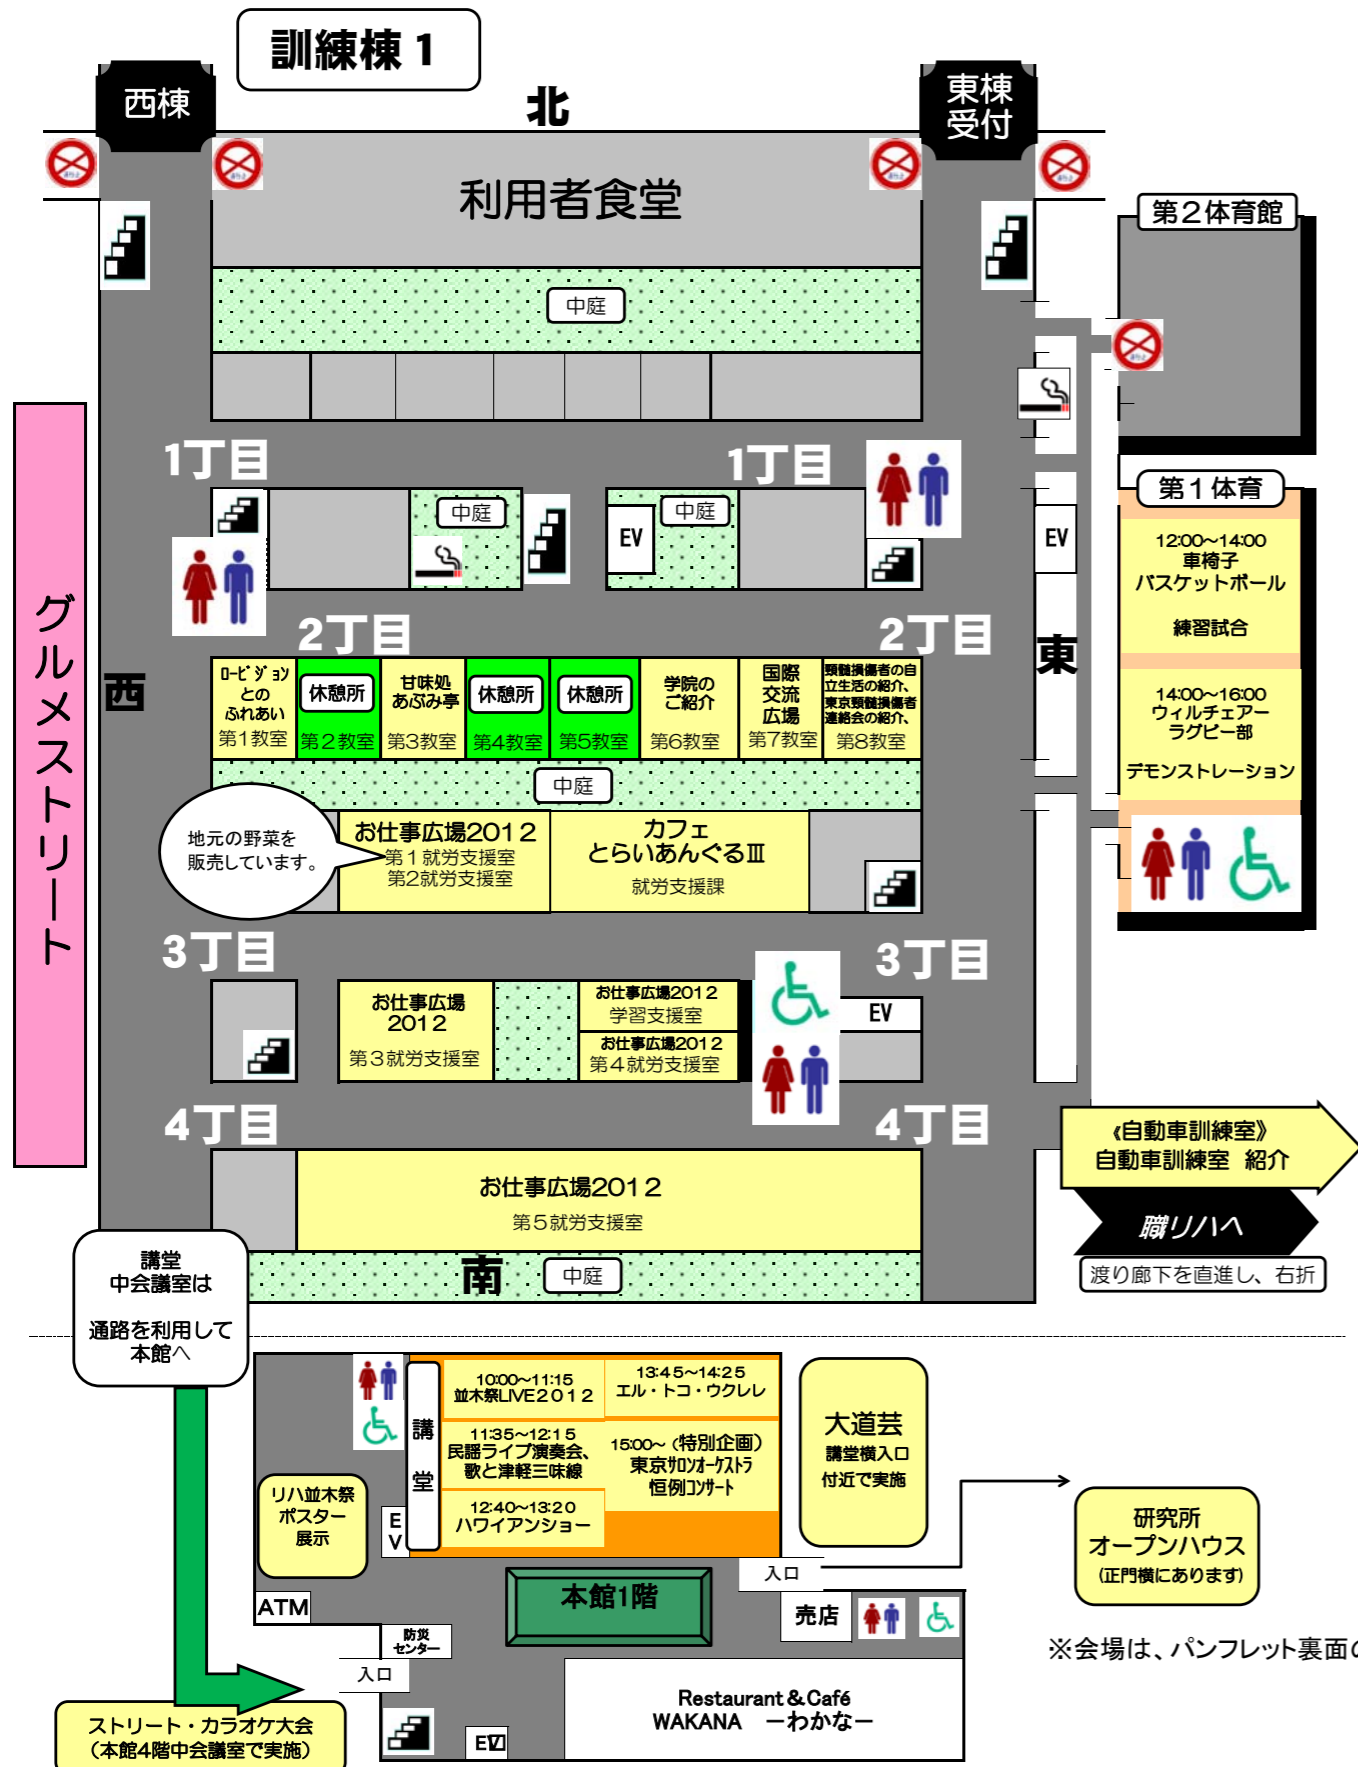 訓練棟１
西棟
北
東棟
受付
利用者食堂
第２体育館
中庭
1丁目
1丁目
中庭
EV
中庭
EV
第１体育
12:00～14:00
車椅子
バスケットボール
練習試合
14:00～16:00
ウィルチェアー
ラグビー部
デモンストレーション
グルメストリート
西
東
2丁目
2丁目
ロービジョン
との
ふれあい
第１教室
休憩所
第２教室
甘味処
あぶみ亭
第３教室
休憩所
第４教室
休憩所
第５教室
学院の
ご紹介
第６教室
国際
交流
広場
第７教室
頸髄損傷者の自
立生活の紹介、
東京頸髄損傷者
連絡会の紹介、
第８教室
中庭
地元の野菜を
販売しています。
お仕事広場2012
第１就労支援室
第２就労支援室
カフェ
とらいあんぐるⅢ
就労支援課
3丁目
3丁目
お仕事広場
2012
第３就労支援室
お仕事広場2012
学習支援室
お仕事広場2012
第４就労支援室
EV
4丁目
4丁目
お仕事広場2012
第５就労支援室
南
中庭
《自動車訓練室》
自動車訓練室 紹介
職リハへ
渡り廊下を直進し、右折
講堂
中会議室は
通路を利用して
本館へ
講堂
10:00～11:15
並木祭LIVE2012
11:35～12:15
民謡ライブ演奏会、
歌と津軽三味線
12:40～13:20
ハワイアンショー
13:45～14:25
エル・トコ・ウクレレ
15:00～（特別企画）
東京サロンオーケストラ
恒例コンサート
大道芸
講堂横入口
付近で実施
リハ並木祭
ポスター
展示
EV
研究所
オープンハウス
(正門横にあります)
入口
本館1階
ATM
売店
防災
センター
入口
※会場は、パンフレット裏面の
Restaurant＆Café
WAKANA －わかな－
EV
ストリート・カラオケ大会
（本館4階中会議室で実施）